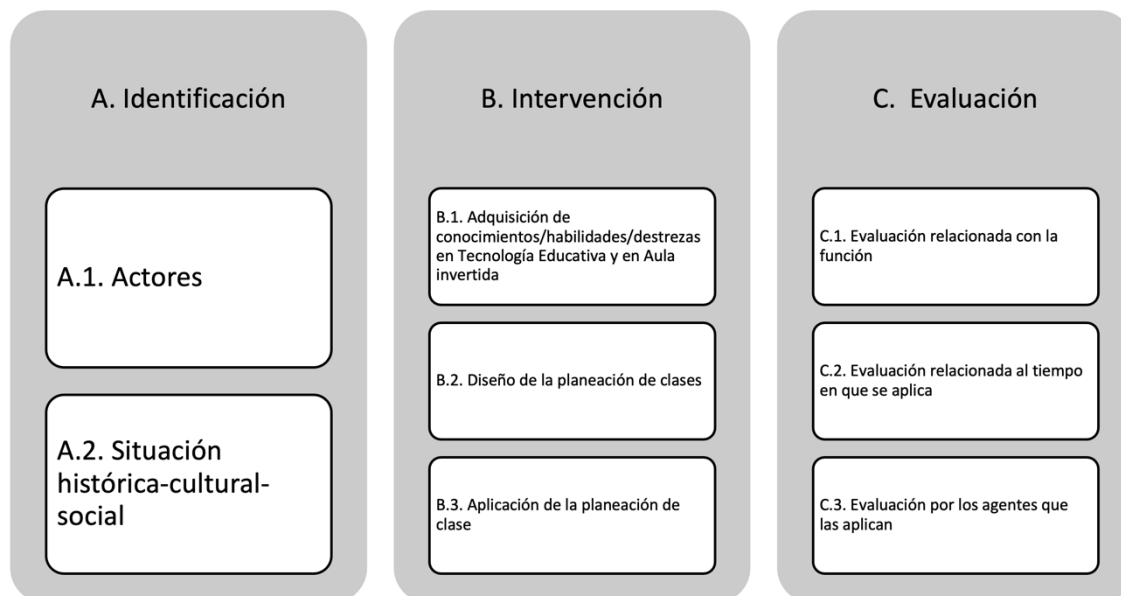 A. Identificación
A.1. Actores
A.2. Situación
histórica-cultural-
social
B. Intervención
B.1. Adquisición de
conocimientos/habilidades/destrezas
en Tecnología Educativa y en Aula
invertida
B.2. Diseño de la planeación de clases
B.3. Aplicación de la planeación de
clase
C. Evaluación
C.1. Evaluación relacionada con la
función
C.2. Evaluación relacionada al tiempo
en que se aplica
C.3. Evaluación por los agentes que
las aplican